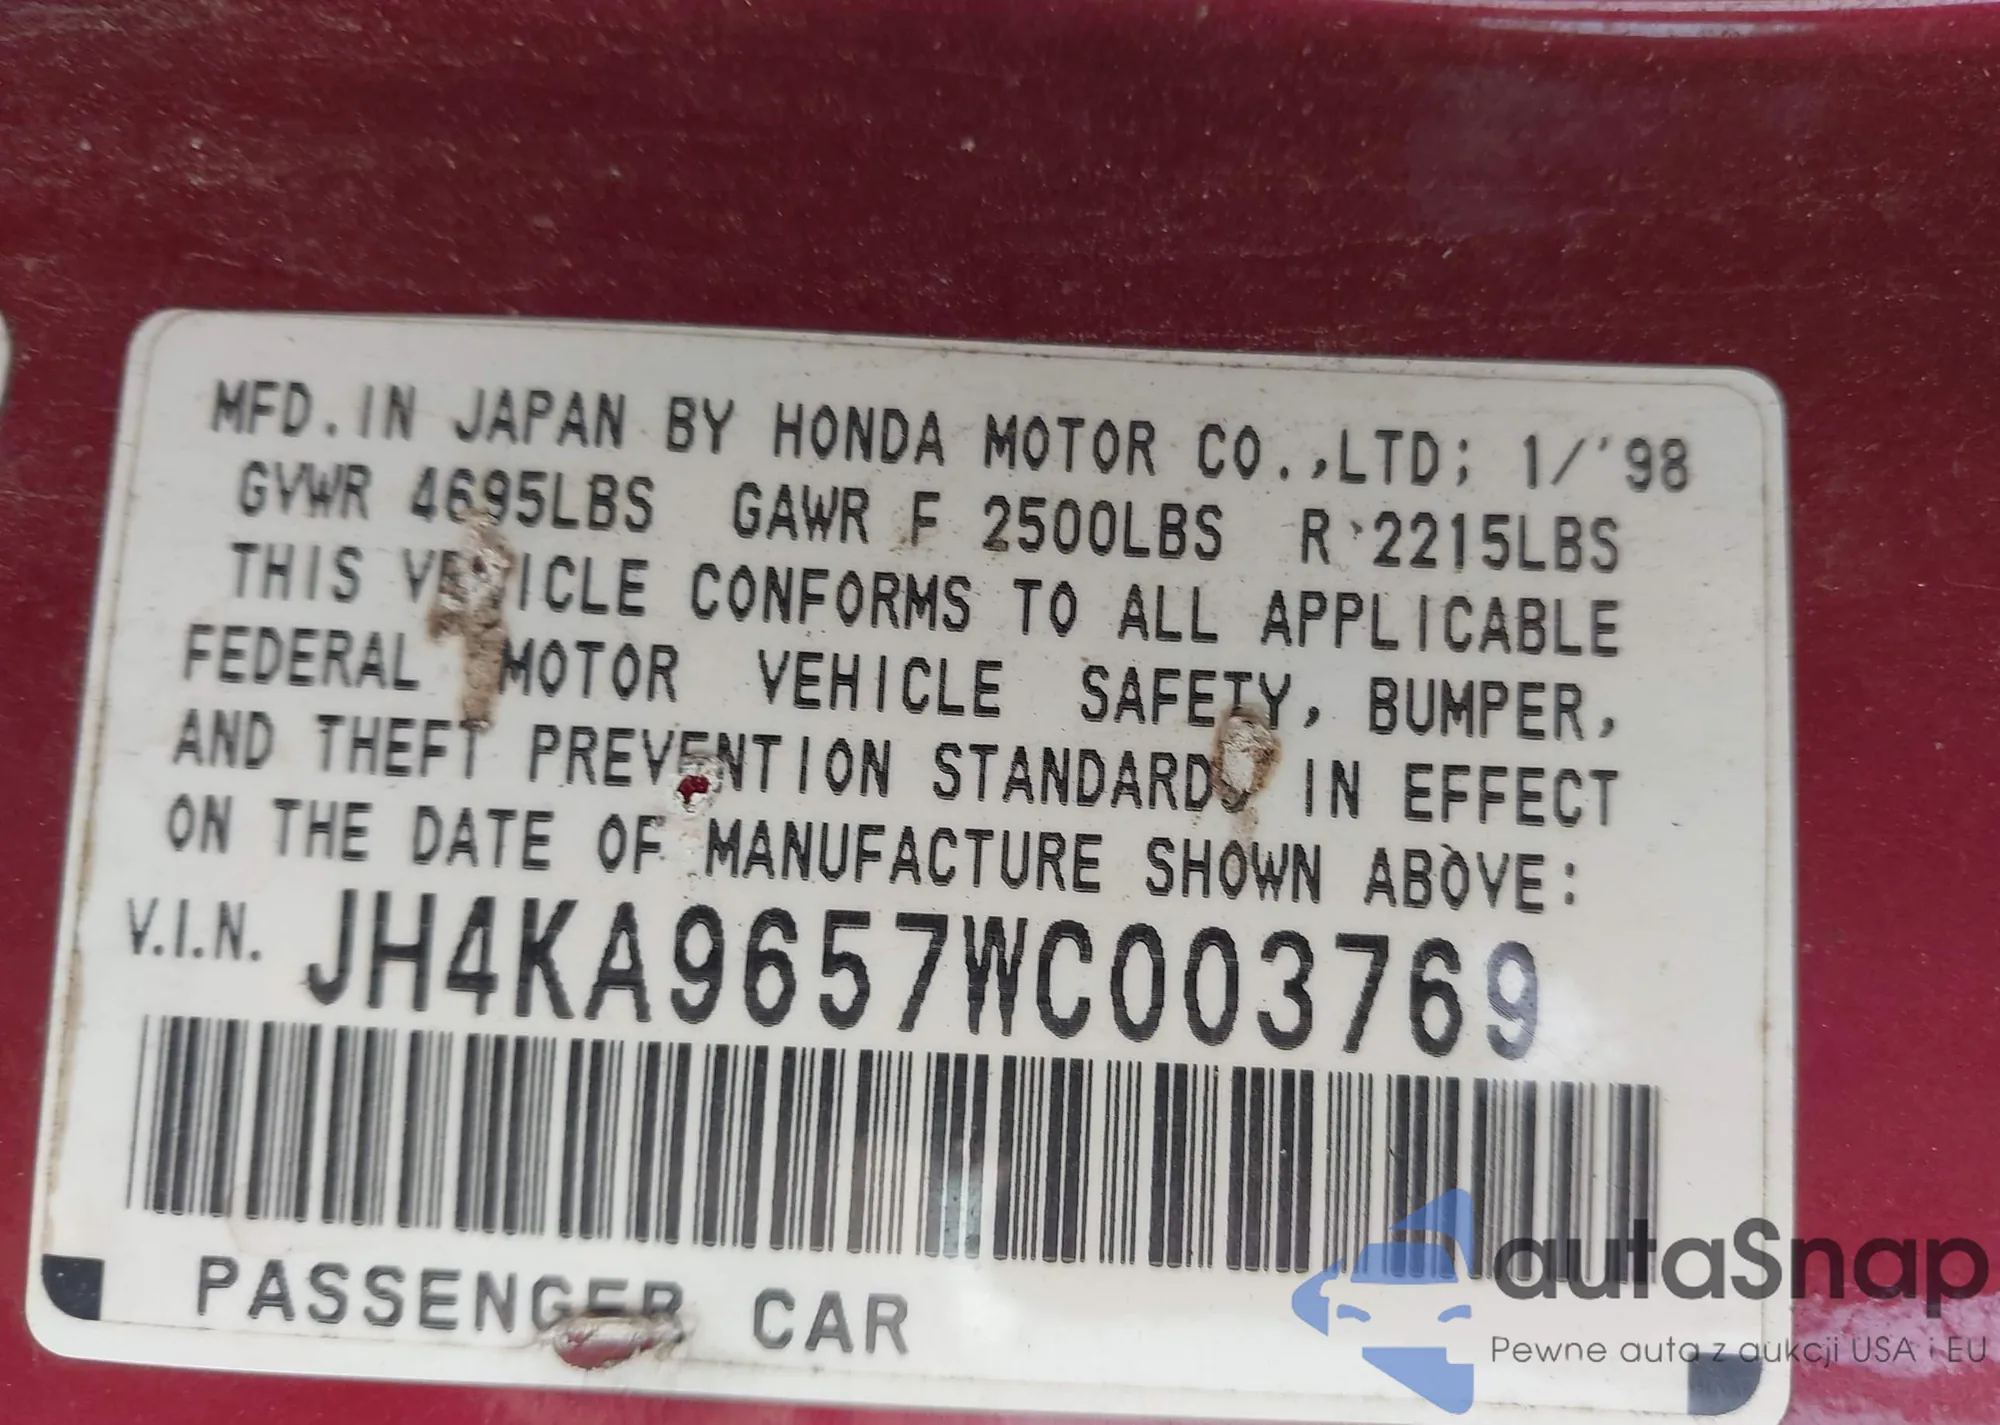 MFD. IN JAPAN BY HONDA MOTOR CO.,LTD; 1/'98
GVWR 4695LBS GAWR F 2500LBS R 2215LBS
THIS VEHICLE CONFORMS TO ALL APPLICABLE
FEDERAL MOTOR VEHICLE SAFETY, BUMPER,
AND THEFT PREVENTION STANDARDS IN EFFECT
ON THE DATE OF MANUFACTURE SHOWN ABOVE:
V.I.N. JH4KA9657WC003769
PASSENGER CAR
autaSnap
Pewne auta z aukcji USA i EU